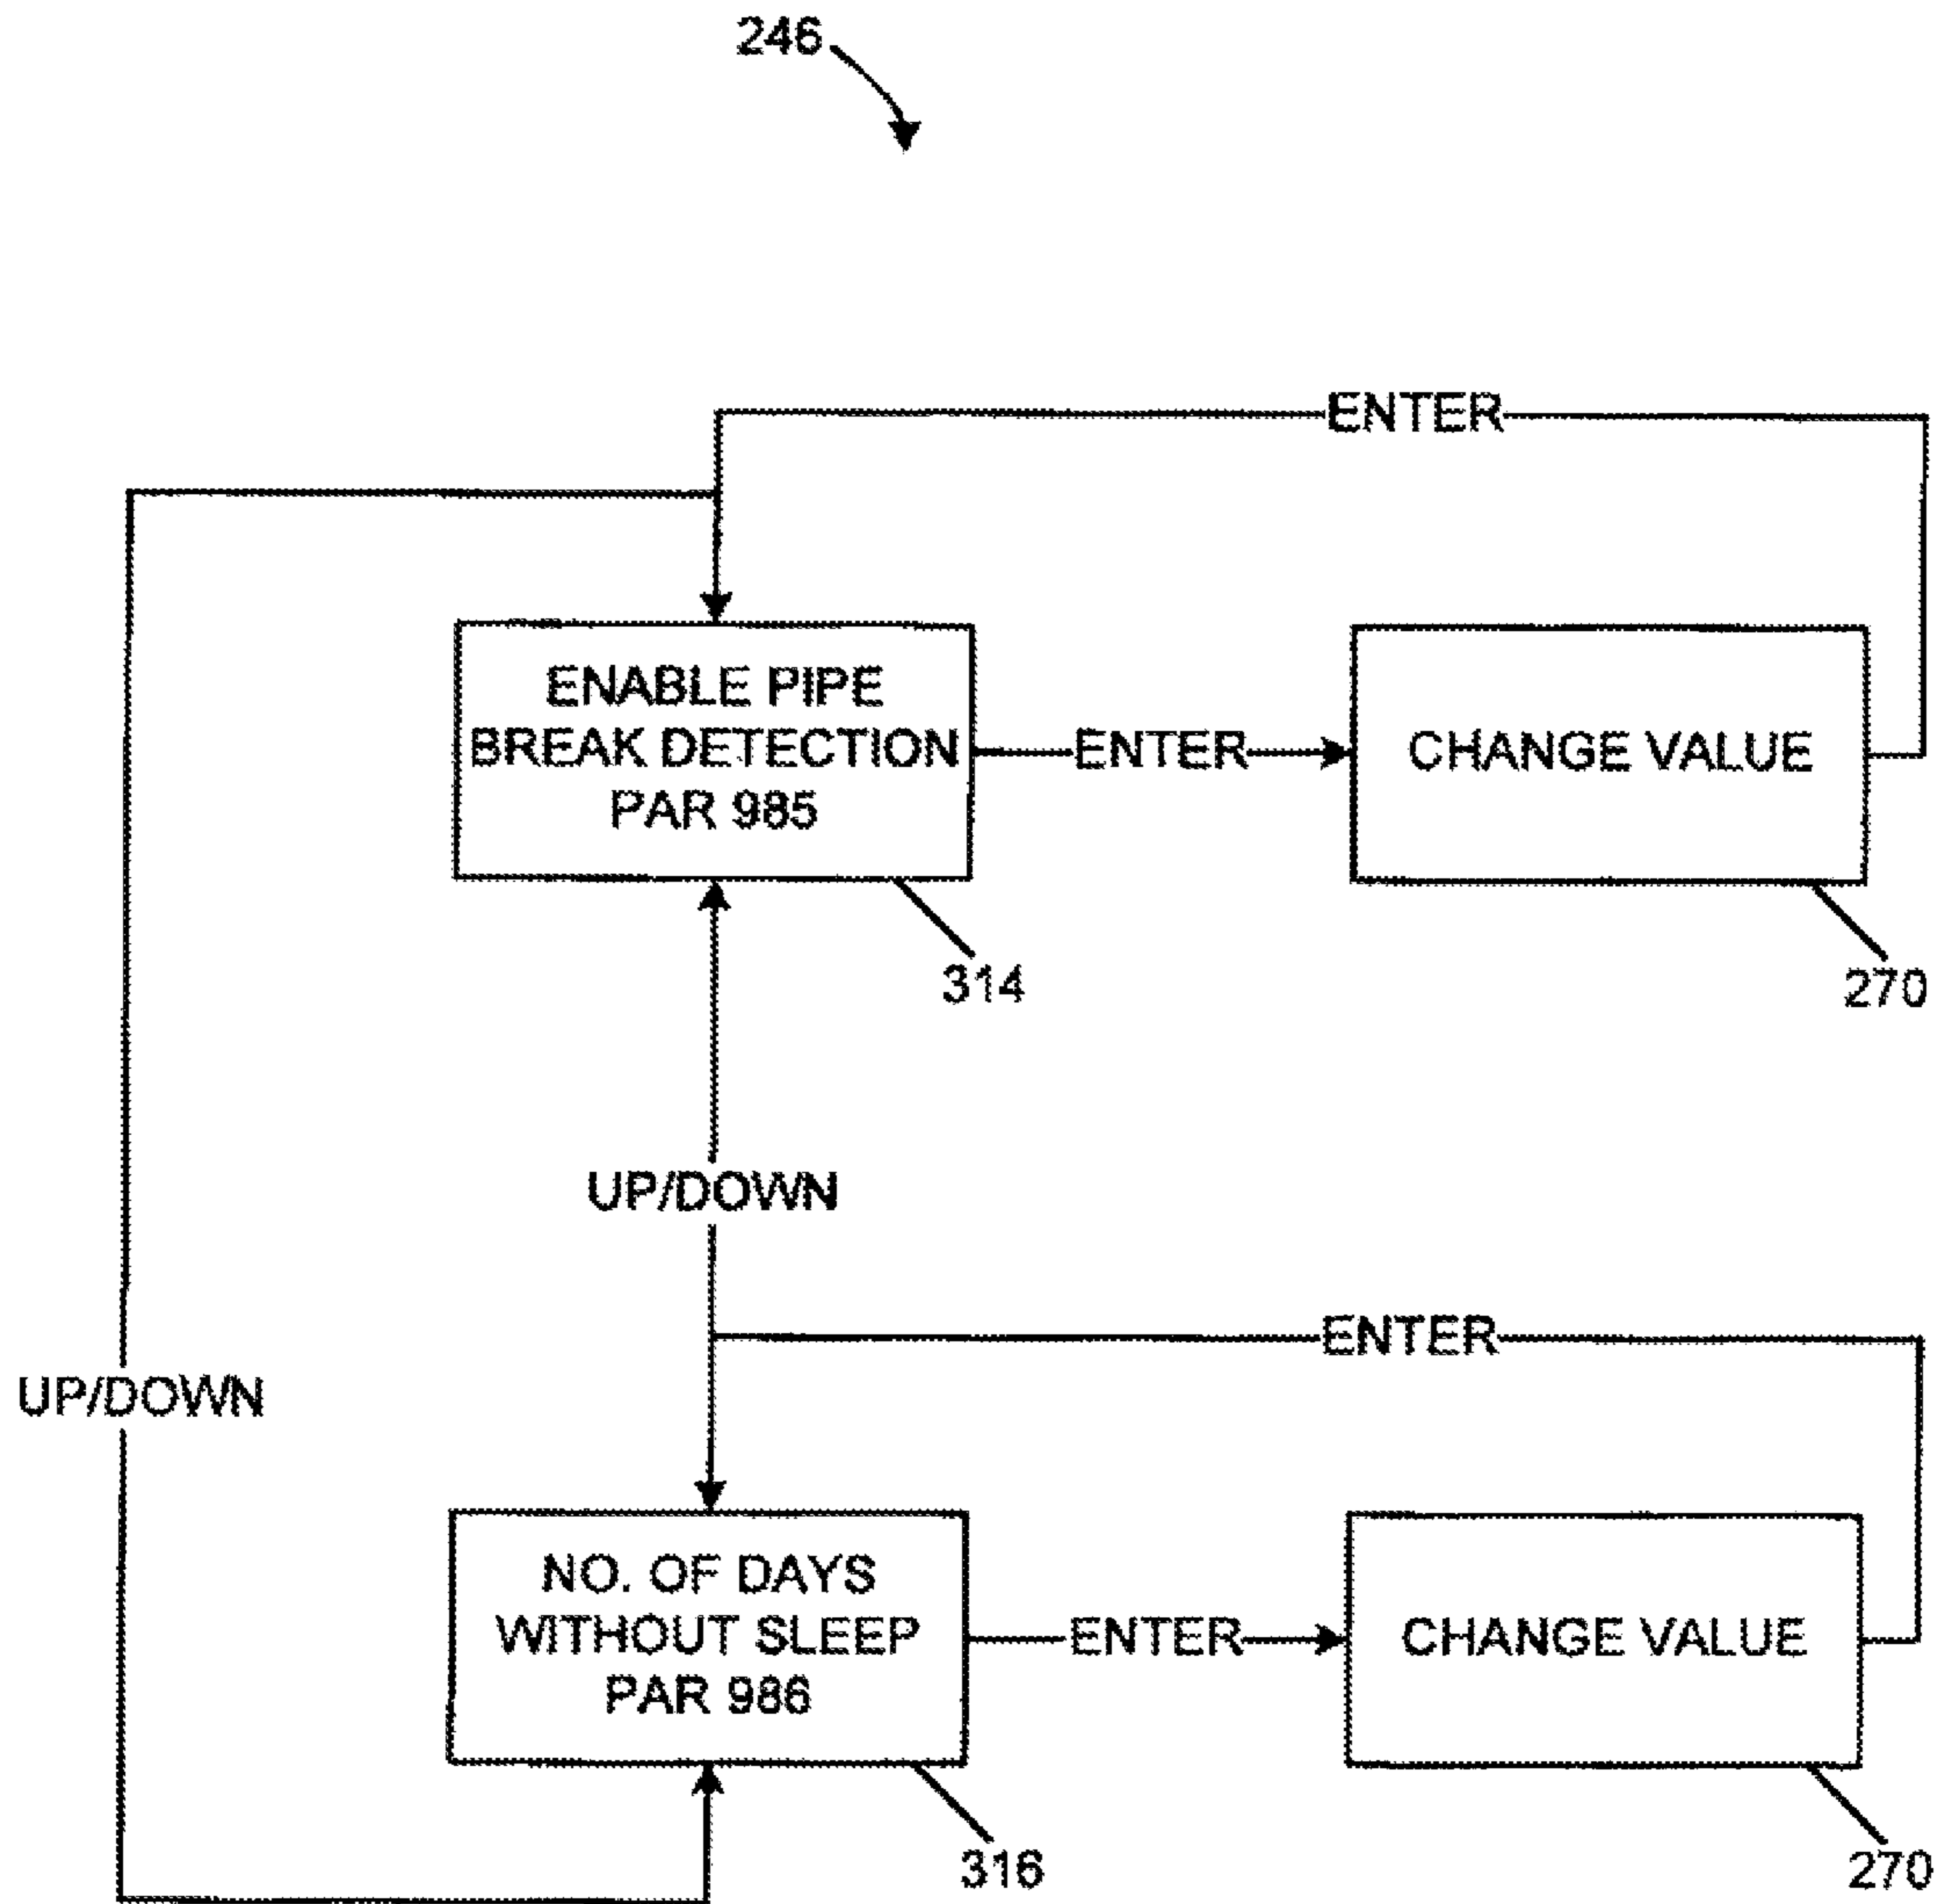 246
ENTER
ENABLE PIPE
BREAK DETECTION
PAR 985
ENTER
CHANGE VALUE
314
270
UP/DOWN
ENTER
UP/DOWN
NO. OF DAYS
WITHOUT SLEEP
PAR 986
ENTER
CHANGE VALUE
316
270